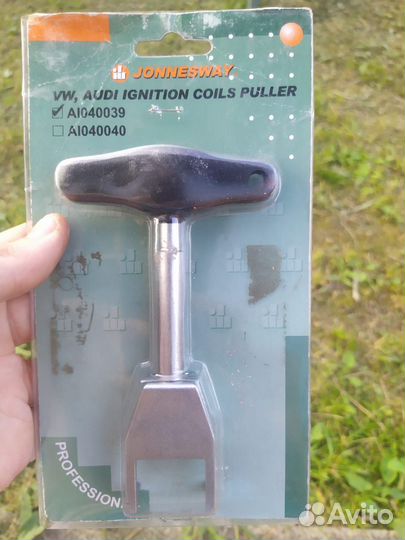 JONNESWAY
VW, AUDI IGNITION COILS PULLER
AI040039
AI040040
PROFESSION
Avito